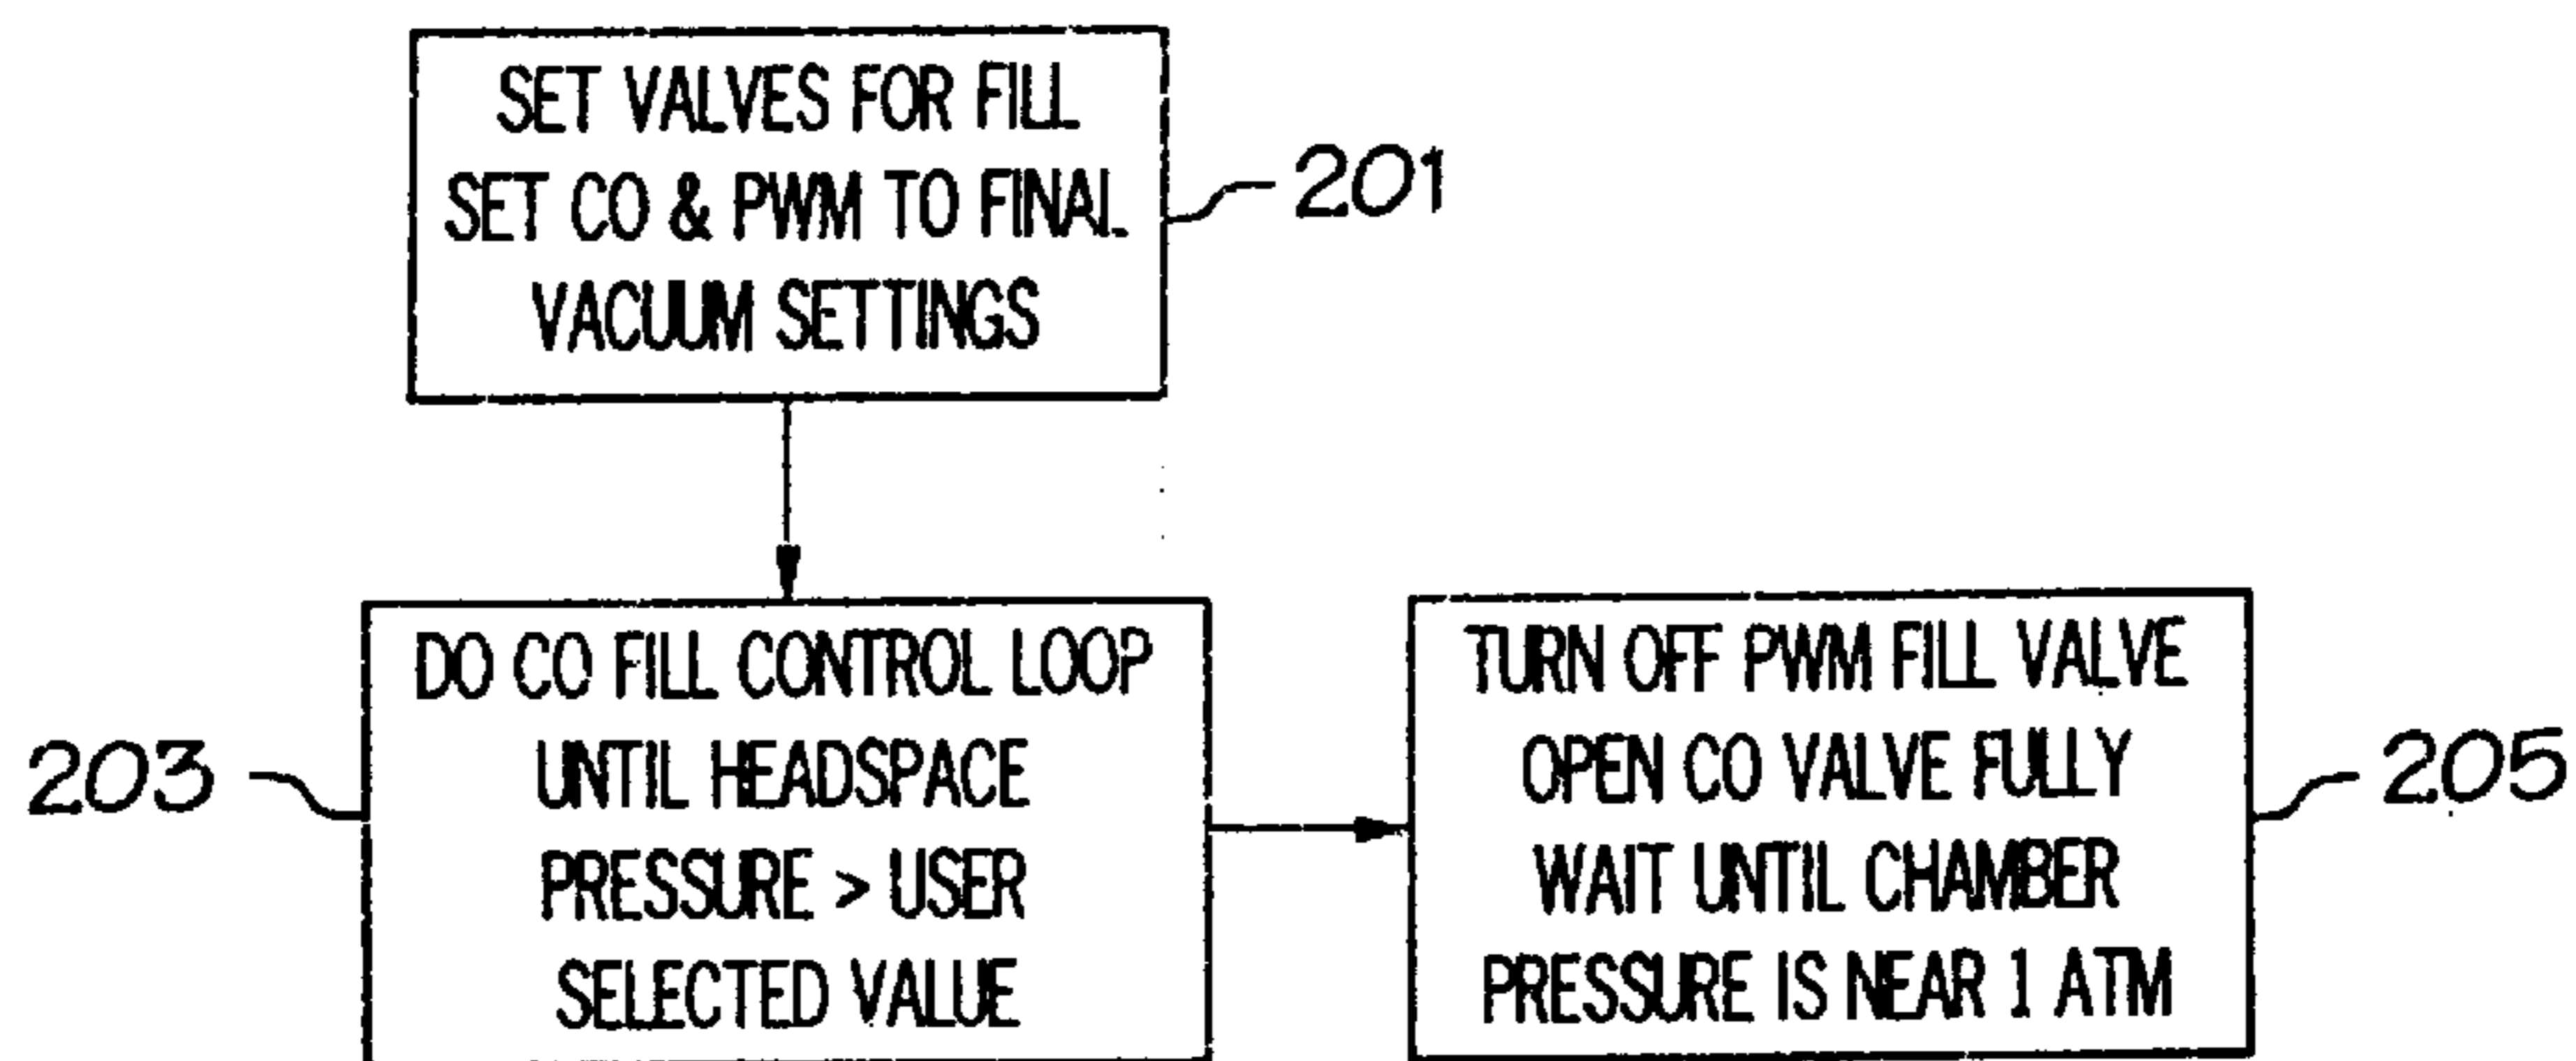 SET VALVES FOR FILL
SET CO & PWM TO FINAL
VACUUM SETTINGS
201
DO CO FILL CONTROL LOOP
UNTIL HEADSPACE
PRESSURE > USER
SELECTED VALUE
203
TURN OFF PWM FILL VALVE
OPEN CO VALVE FULLY
WAIT UNTIL CHAMBER
PRESSURE IS NEAR 1 ATM
205